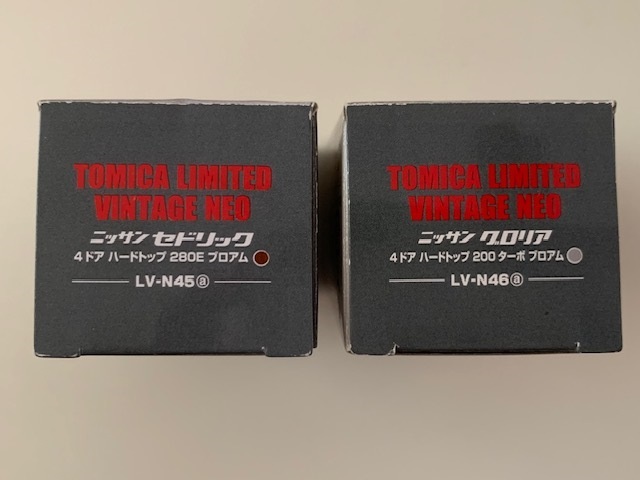 TOMICA LIMITED
VINTAGE NEO
ニッサン セドリック
4ドア ハードトップ 280E ブロアム
LV-N45ⓐ
TOMICA LIMITED
VINTAGE NEO
ニッサン グロリア
4ドア ハードトップ 200 ターボ ブロアム
LV-N46ⓐ